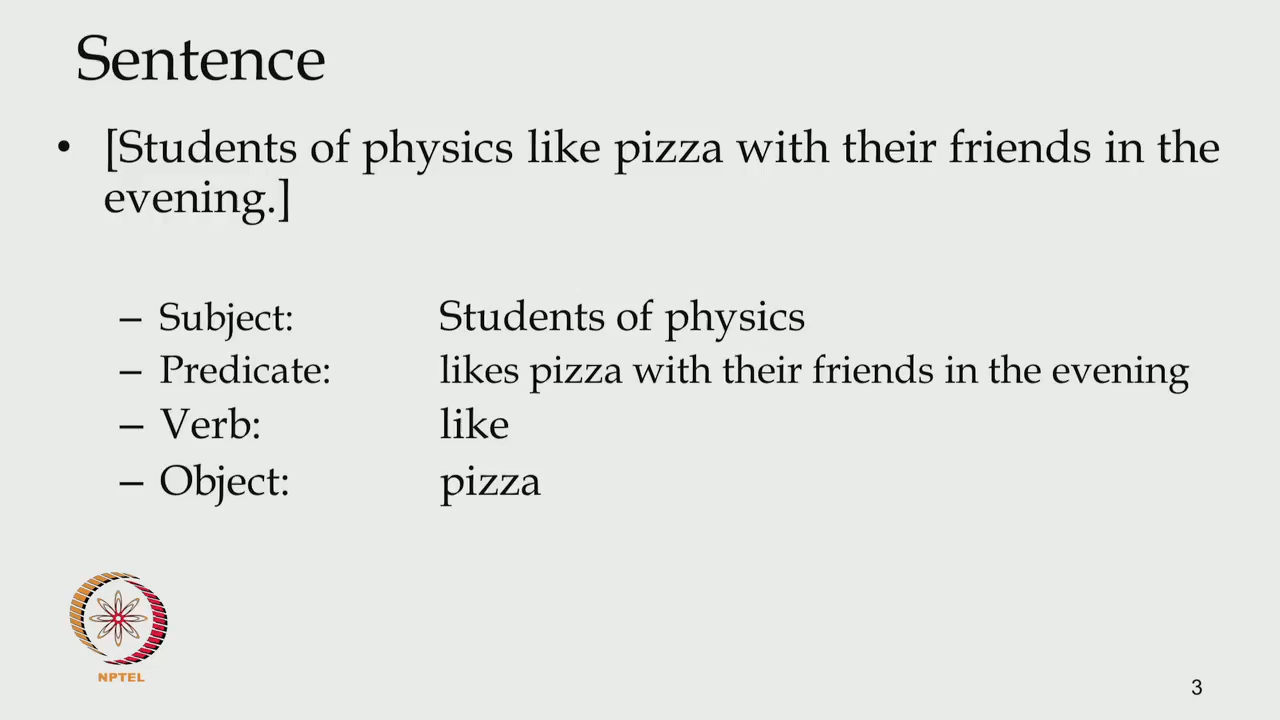 Sentence
• [Students of physics like pizza with their friends in the
evening.]
– Subject: Students of physics
– Predicate: likes pizza with their friends in the evening
– Verb: like
– Object: pizza
NPTEL
3